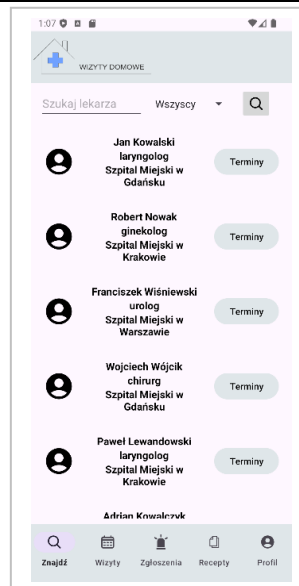 1:07
WIZYTY DOMOWE
Szukaj lekarza Wszyscy
Jan Kowalski
laryngolog
Szpital Miejski w
Gdańsku
Terminy
Robert Nowak
ginekolog
Szpital Miejski w
Krakowie
Terminy
Franciszek Wiśniewski
urolog
Szpital Miejski w
Warszawie
Terminy
Wojciech Wójcik
chirurg
Szpital Miejski w
Gdańsku
Terminy
Paweł Lewandowski
laryngolog
Szpital Miejski w
Krakowie
Terminy
Adrian Kowalczyk
Znajdź Wizyty Zgłoszenia Recepty Profil